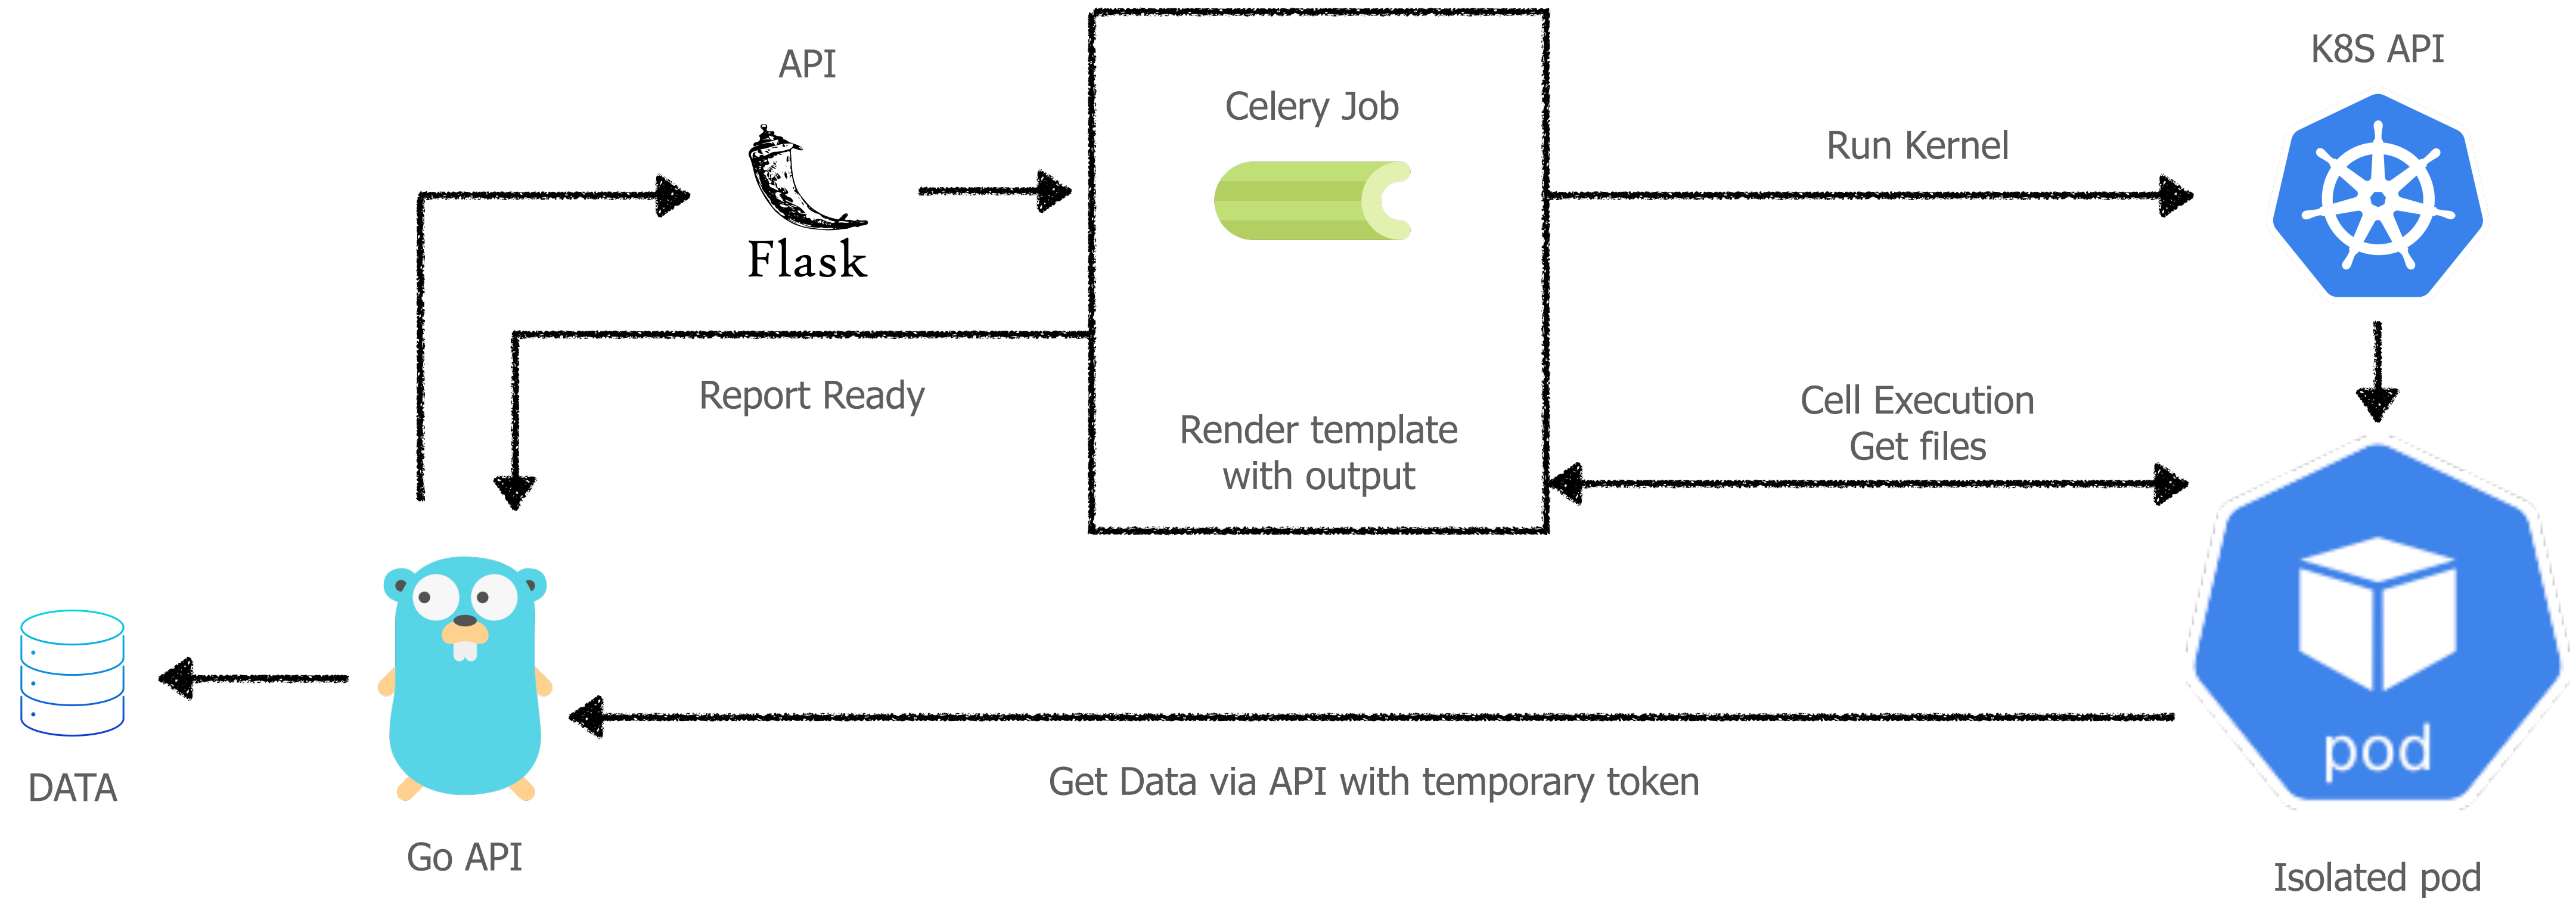 API
Flask
Celery Job
Run Kernel
K8S API
Report Ready
Render template
with output
Cell Execution
Get files
pod
Isolated pod
Get Data via API with temporary token
DATA
Go API